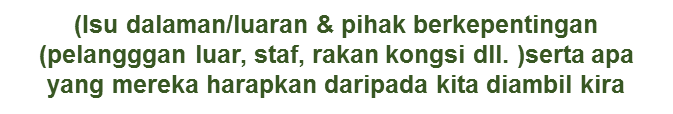 (Isu dalaman/luaran & pihak berkepentingan
(pelangggan luar, staf, rakan kongsi dll. )serta apa
yang mereka harapkan daripada kita diambil kira